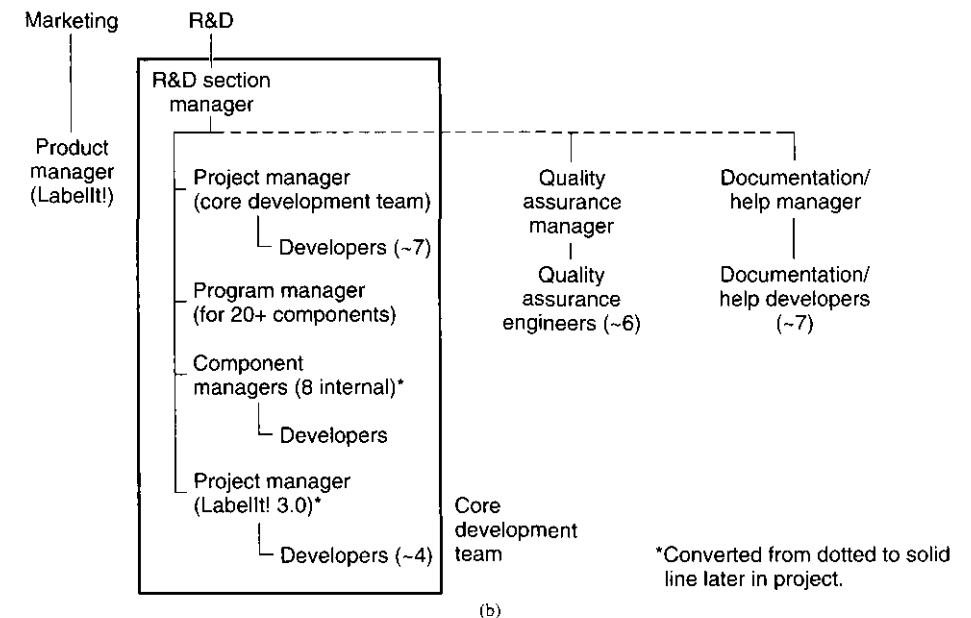 Marketing
R&D
R&D section
manager
Product
manager
(LabelIt!)
Project manager
(core development team)
Developers (~7)
Program manager
(for 20+ components)
Component
managers (8 internal)*
Developers
Project manager
(LabelIt! 3.0)*
Developers (~4)
Quality
assurance
manager
Quality
assurance
engineers (~6)
Documentation/
help manager
Documentation/
help developers
(~7)
Core
development
team
*Converted from dotted to solid
line later in project.
(b)